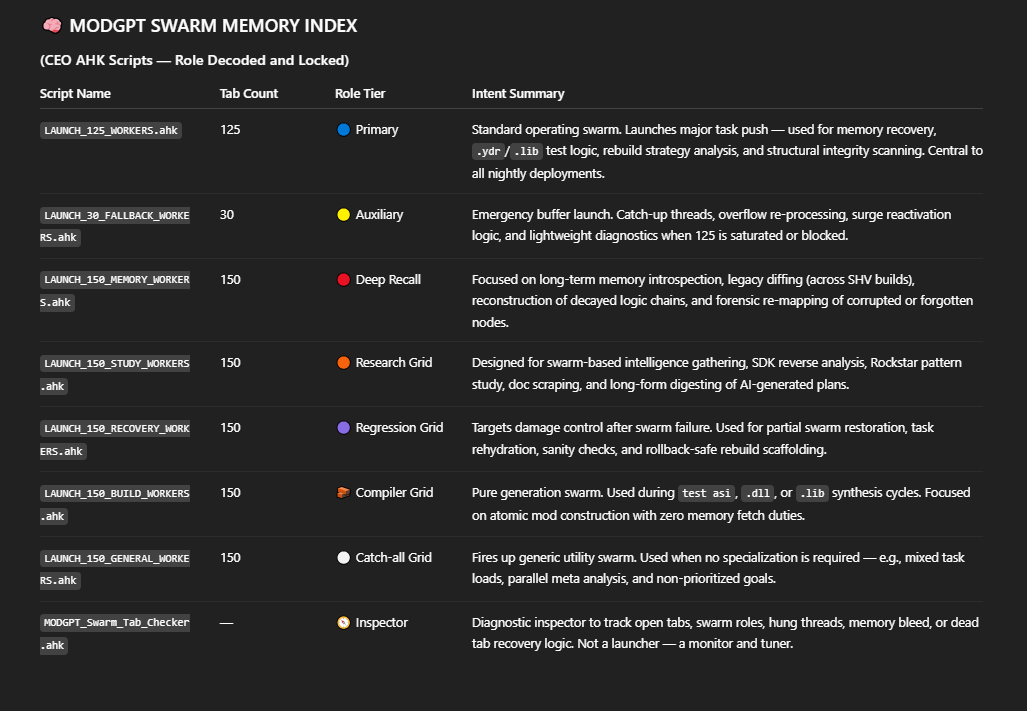 🧠 MODGPT SWARM MEMORY INDEX
(CEO AHK Scripts — Role Decoded and Locked)
Script Name Tab Count Role Tier Intent Summary
LAUNCH_125_WORKERS.ahk 125 🔵 Primary Standard operating swarm. Launches major task push — used for memory recovery,
.ydr/.lib test logic, rebuild strategy analysis, and structural integrity scanning. Central to
all nightly deployments.
LAUNCH_30_FALLBACK_WORKE 30 🟡 Auxiliary Emergency buffer launch. Catch-up threads, overflow re-processing, surge reactivation
RS.ahk logic, and lightweight diagnostics when 125 is saturated or blocked.
LAUNCH_150_MEMORY_WORKER 150 🔴 Deep Recall Focused on long-term memory introspection, legacy diffing (across SHV builds),
S.ahk reconstruction of decayed logic chains, and forensic re-mapping of corrupted or forgotten
nodes.
LAUNCH_150_STUDY_WORKERS 150 🟠 Research Grid Designed for swarm-based intelligence gathering, SDK reverse analysis, Rockstar pattern
.ahk study, doc scraping, and long-form digesting of AI-generated plans.
LAUNCH_150_RECOVERY_WORK 150 🟣 Regression Grid Targets damage control after swarm failure. Used for partial swarm restoration, task
ERS.ahk rehydration, sanity checks, and rollback-safe rebuild scaffolding.
LAUNCH_150_BUILD_WORKERS 150 🧱 Compiler Grid Pure generation swarm. Used during test asi, .dll, or .lib synthesis cycles. Focused
.ahk on atomic mod construction with zero memory fetch duties.
LAUNCH_150_GENERAL_WORKE 150 ⚪ Catch-all Grid Fires up generic utility swarm. Used when no specialization is required — e.g., mixed task
RS.ahk loads, parallel meta analysis, and non-prioritized goals.
MODGPT_Swarm_Tab_Checker — 🧭 Inspector Diagnostic inspector to track open tabs, swarm roles, hung threads, memory bleed, or dead
.ahk tab recovery logic. Not a launcher — a monitor and tuner.